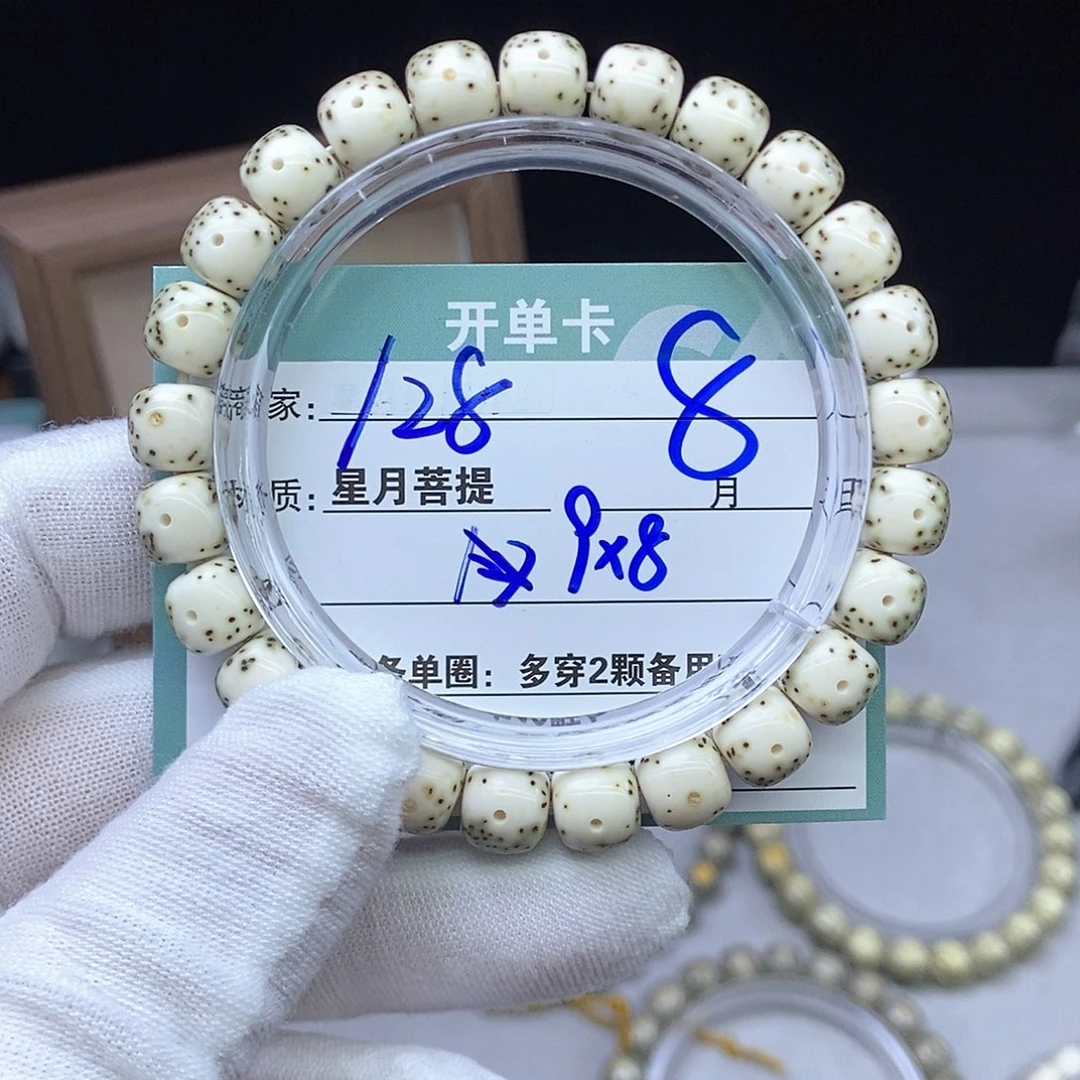 开单卡
家： 128 8
质：星月菩提 月 日
9x8
条单圈：多穿2颗备用